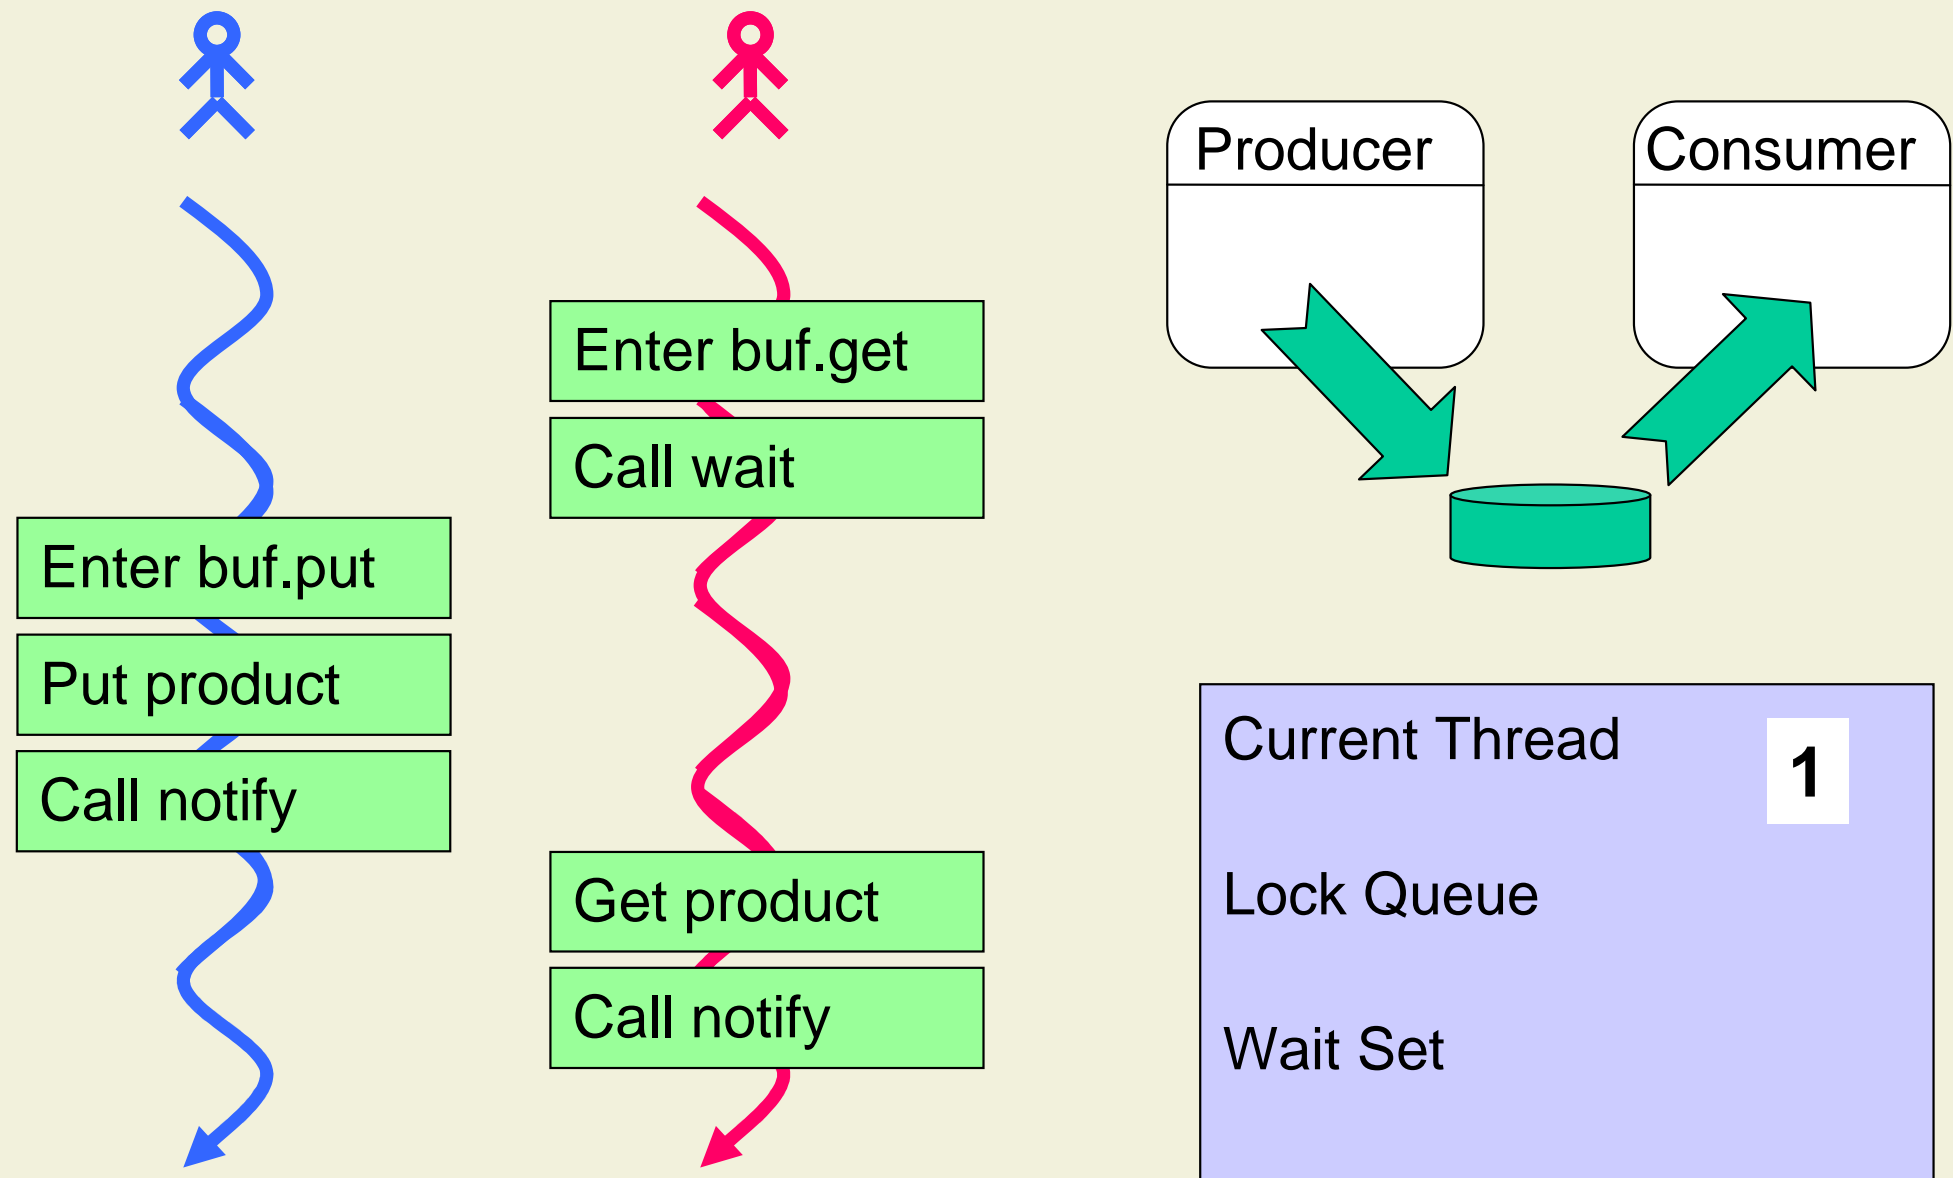 Producer
Consumer
Enter buf.get
Call wait
Enter buf.put
Put product
Call notify
Get product
Call notify
Current Thread
1
Lock Queue
Wait Set